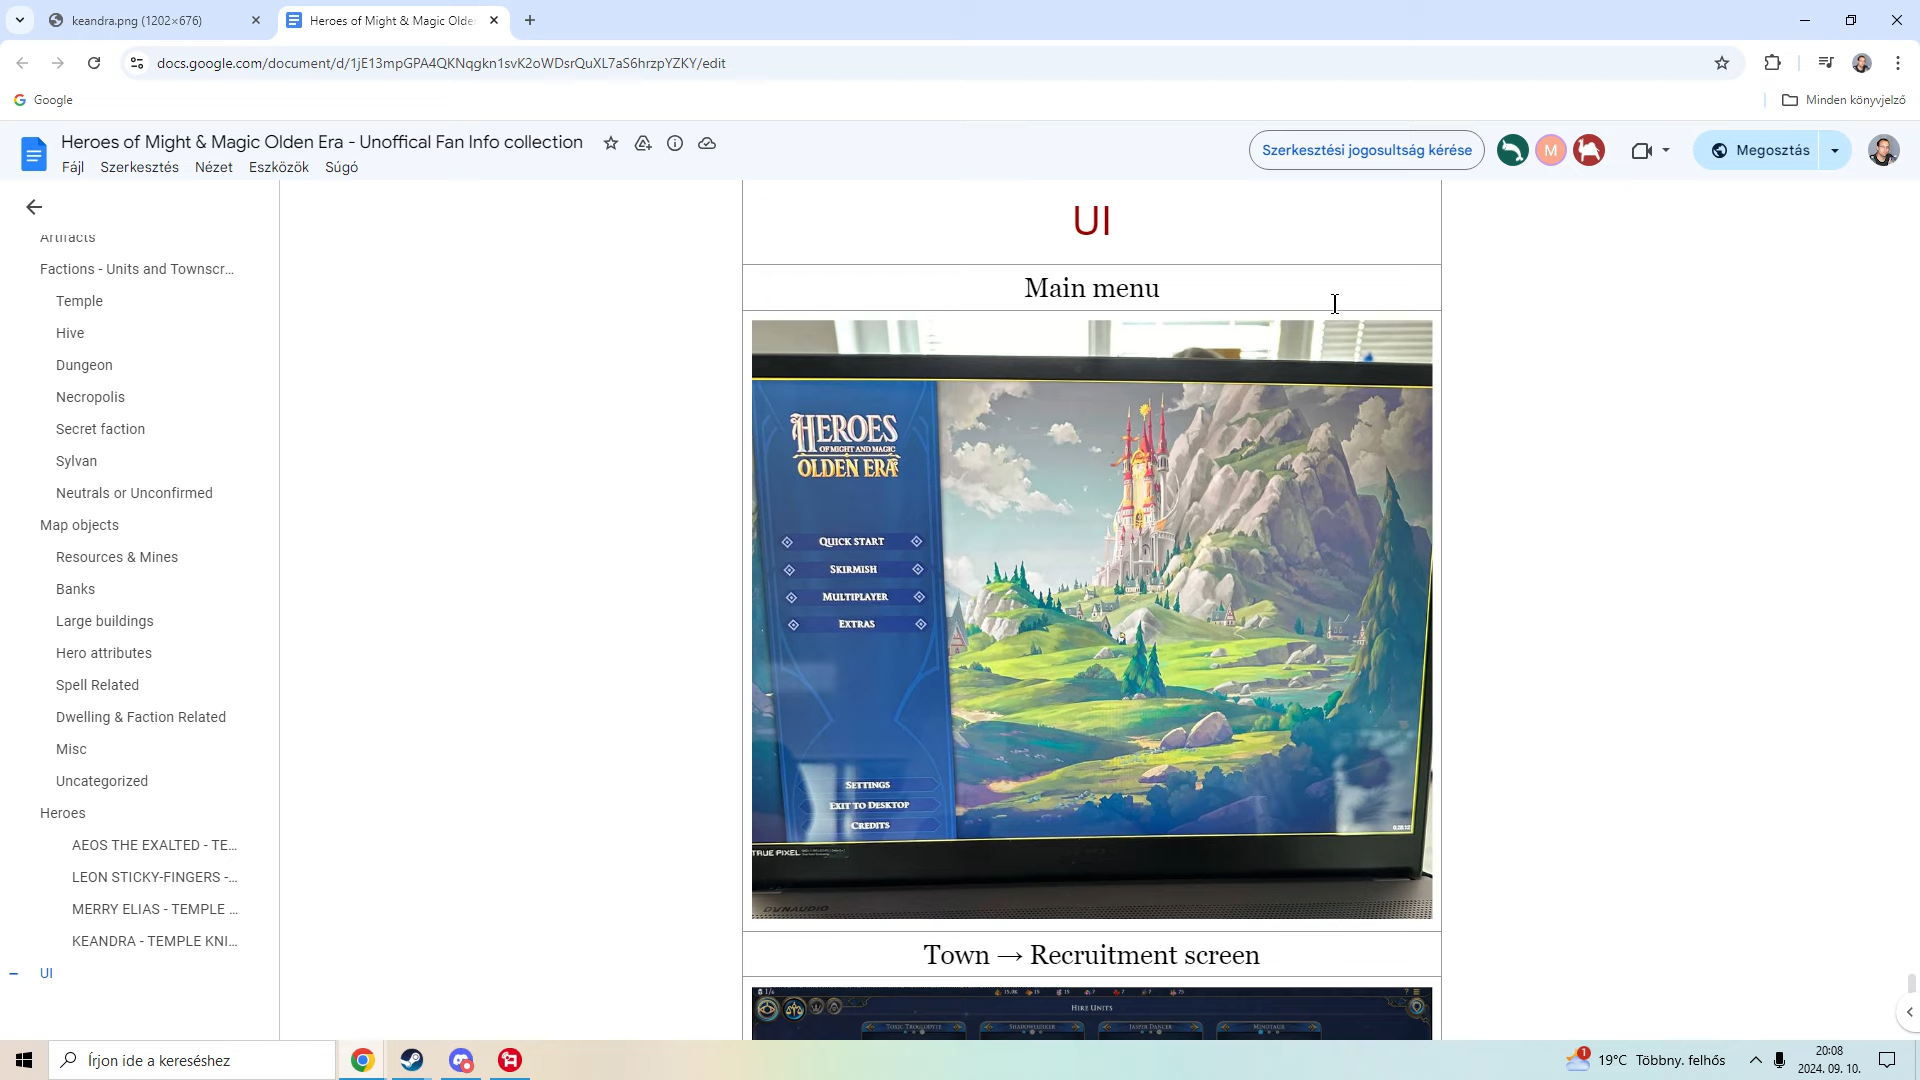 keandra.png (1202×676)
Heroes of Might & Magic Olde
docs.google.com/document/d/1jE13mpGPA4QKNqgkn1svK2oWDsrQuXL7aS6hrzpYZKY/edit
Google
Minden könyvjelző
Heroes of Might & Magic Olden Era - Unoffical Fan Info collection
Fájl Szerkesztés Nézet Eszközök Súgó
Szerkesztési jogosultság kérése
M
Megosztás
Artifacts
Factions - Units and Townscr...
Temple
Hive
Dungeon
Necropolis
Secret faction
Sylvan
Neutrals or Unconfirmed
Map objects
Resources & Mines
Banks
Large buildings
Hero attributes
Spell Related
Dwelling & Faction Related
Misc
Uncategorized
Heroes
AEOS THE EXALTED - TE...
LEON STICKY-FINGERS -...
MERRY ELIAS - TEMPLE ...
KEANDRA - TEMPLE KNI...
UI
UI
Main menu
HEROES
OF MIGHT AND MAGIC
OLDEN ERA
QUICK START
SKIRMISH
MULTIPLAYER
EXTRAS
SETTINGS
EXIT TO DESKTOP
CREDITS
TRUE PIXEL
DYNAUDIO
Town → Recruitment screen
HIRE UNITS
TOXIC TROGLODYTE
MINOTAUR
Írjon ide a kereséshez
1
19°C Többny. felhős
20:08
2024. 09. 10.